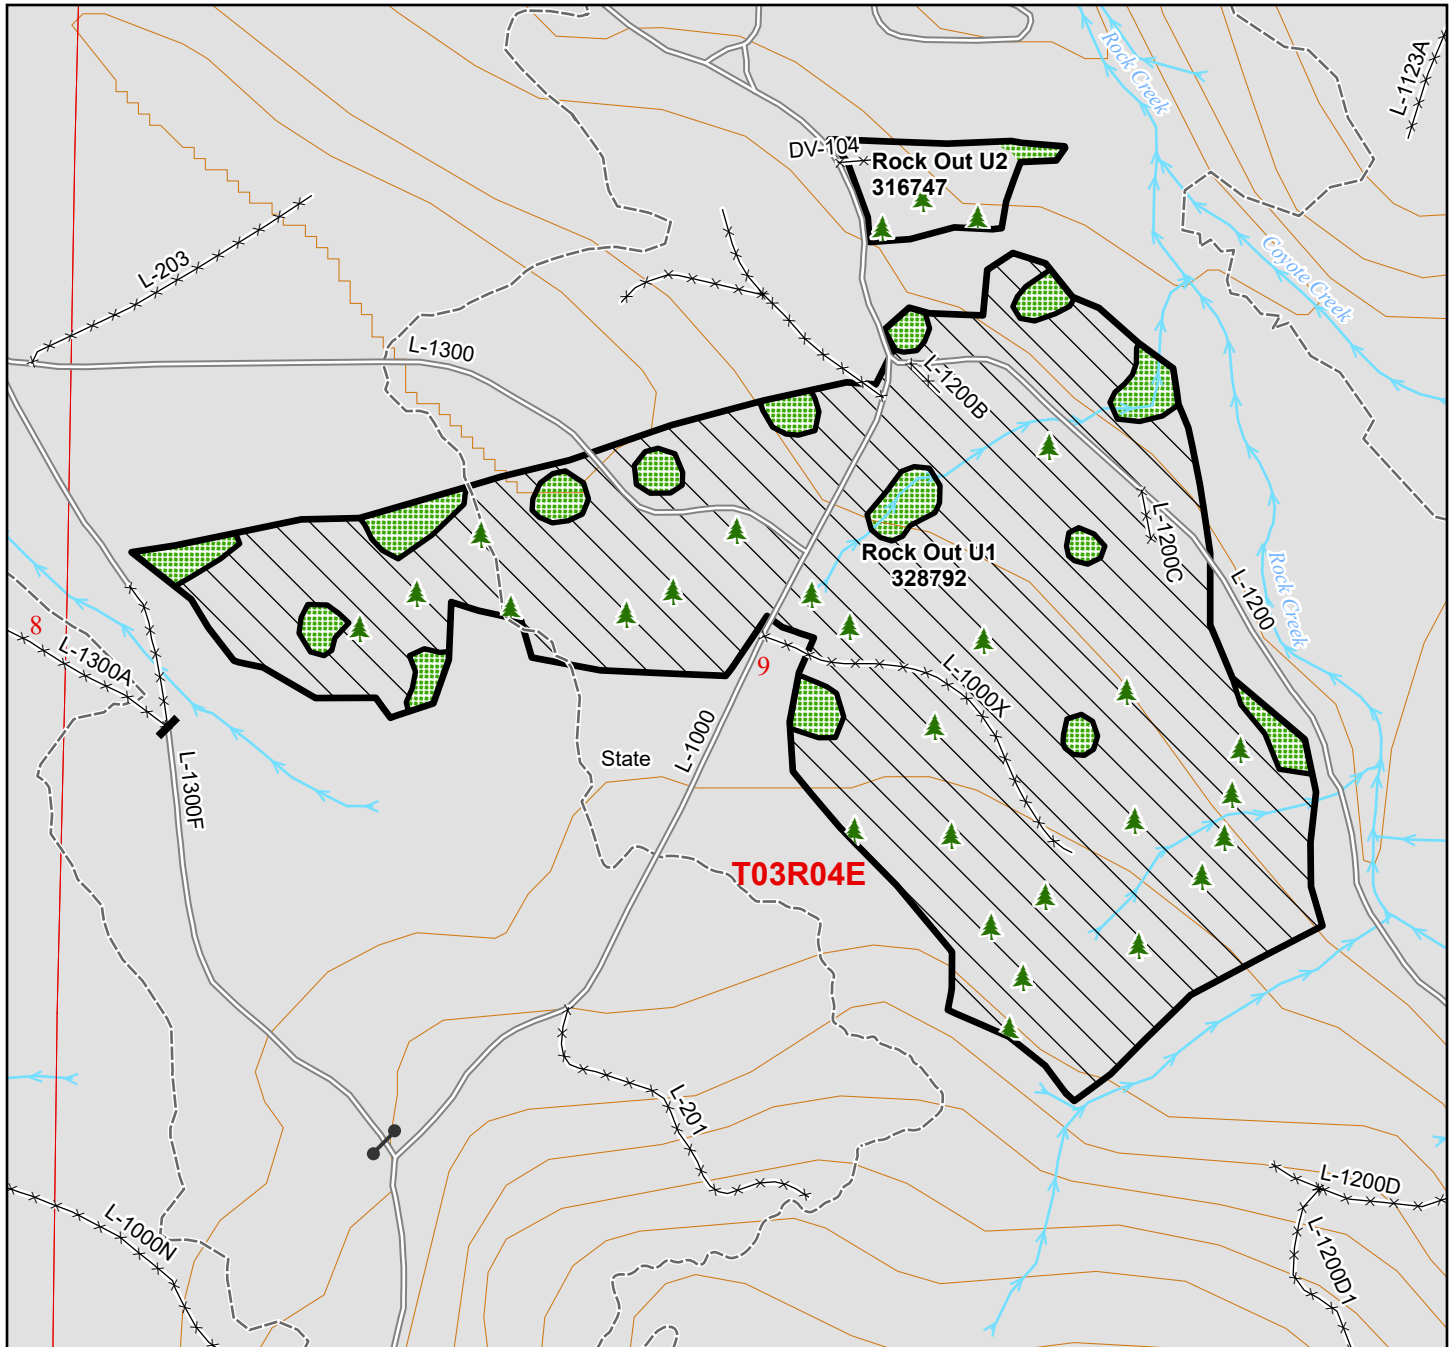 Rock Creek
L-1123A
DV-104
Rock Out U2
316747
L-203
Coyote Creek
L-1300
L-1200B
L-1200C
Rock Out U1
328792
L-1200
Rock Creek
8
L-1300A
9
L-1000X
L-1000
State
L-1300F
T03R04E
L-201
L-1200D
L-1000N
L-1200D1